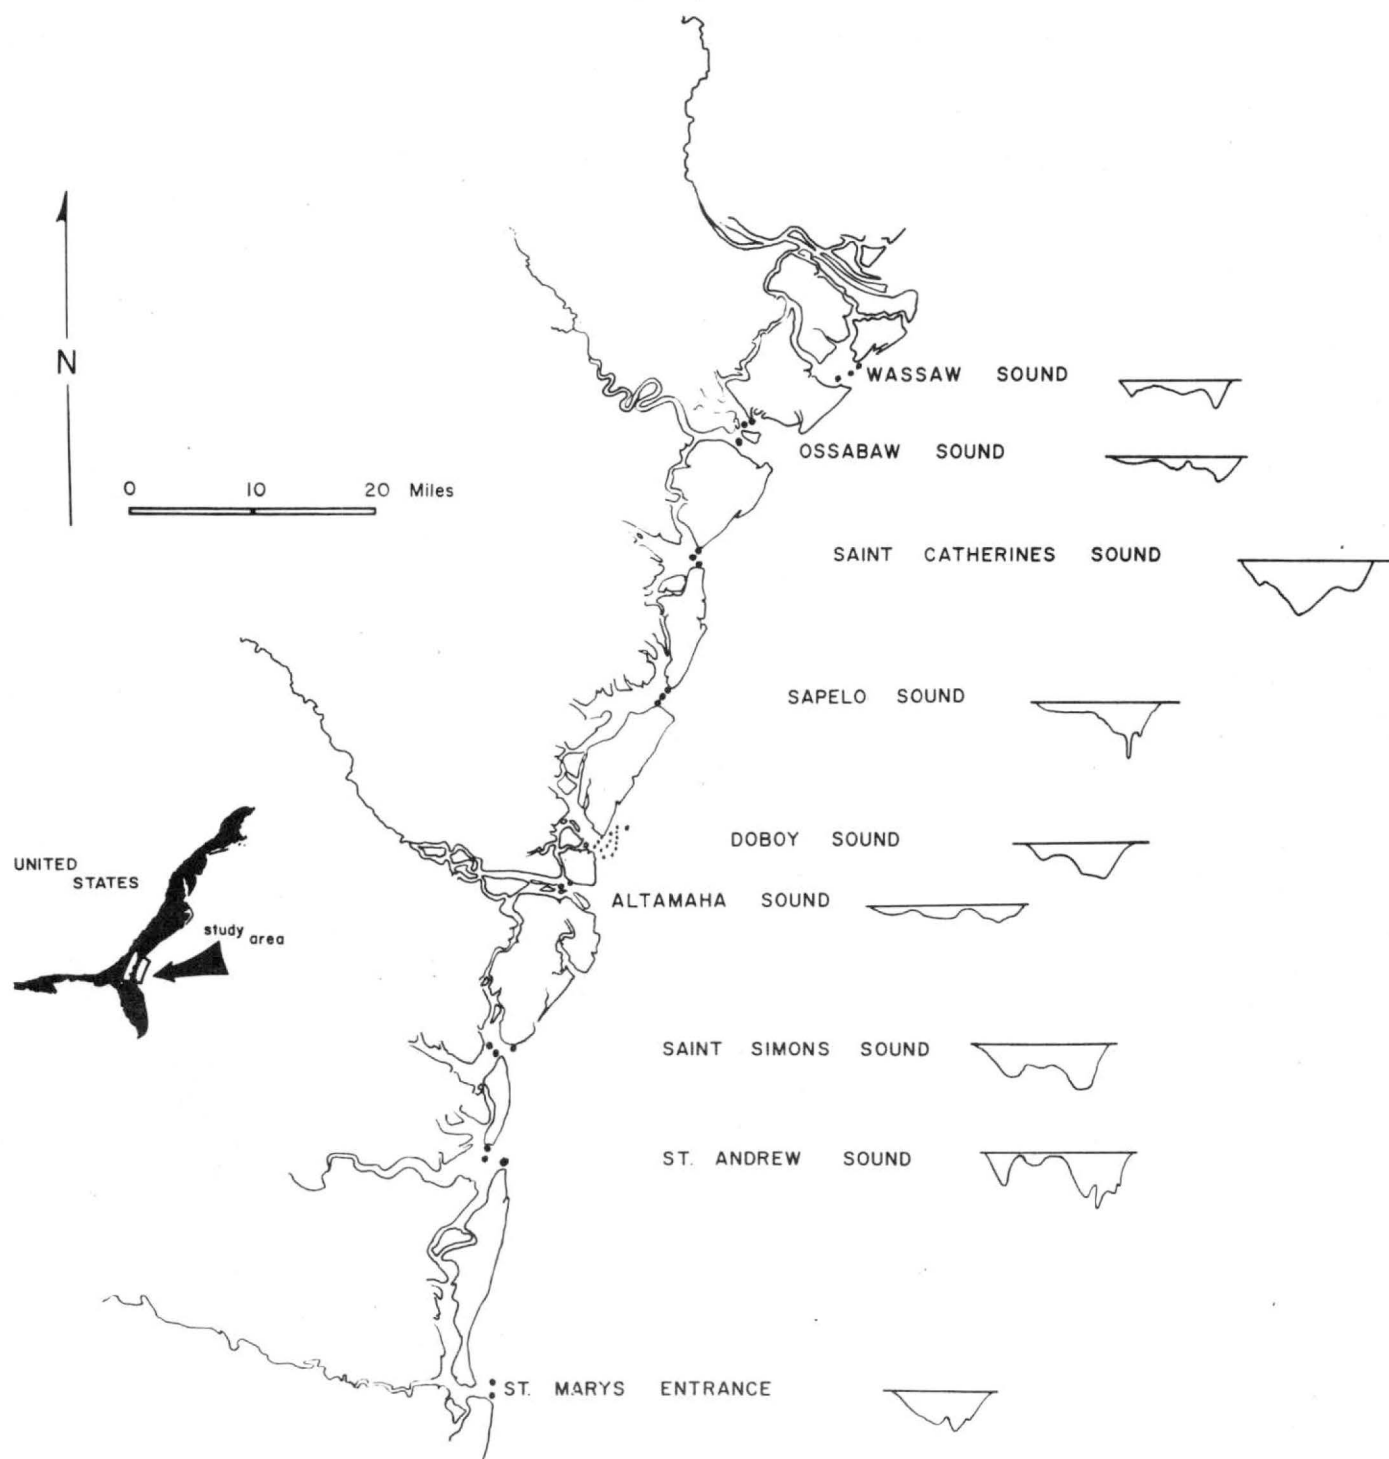 N
WASSAW SOUND
OSSABAW SOUND
0 10 20 Miles
SAINT CATHERINES SOUND
SAPELO SOUND
DOBOY SOUND
UNITED
STATES
ALTAMAHA SOUND
study area
SAINT SIMONS SOUND
ST. ANDREW SOUND
ST. MARYS ENTRANCE